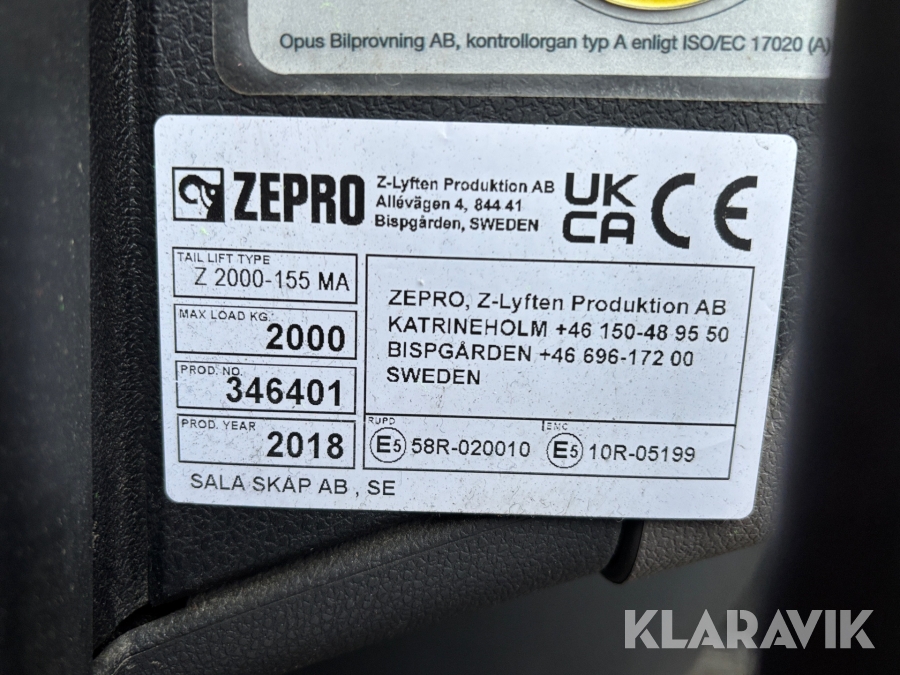 Opus Bilprovning AB, kontrollorgan typ A enligt ISO/IEC 17020 (A)
ZEPRO
Z-Lyften Produktion AB
Allévägen 4, 844 41
Bispgården, SWEDEN
UK
CA
CE
TAIL LIFT TYPE
Z 2000-155 MA
MAX LOAD KG.
2000
PROD. NO.
346401
PROD. YEAR
2018
ZEPRO, Z-Lyften Produktion AB
KATRINEHOLM +46 150-48 95 50
BISPGÅRDEN +46 696-172 00
SWEDEN
RUPD
E5 58R-020010
EMC
E5 10R-05199
SALA SKÅP AB , SE
KLARAVIK